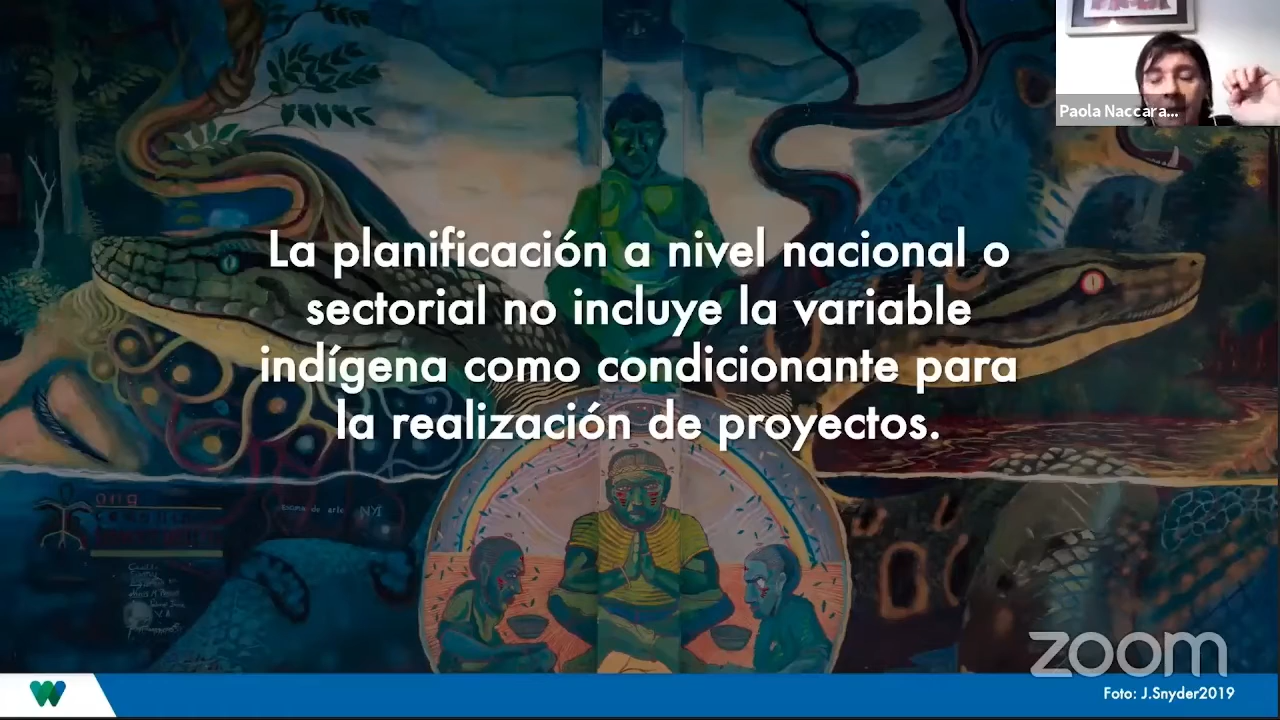 Paola Naccara...
La planificación a nivel nacional o
sectorial no incluye la variable
indígena como condicionante para
la realización de proyectos.
NYÍ
zoom
Foto: J.Snyder2019